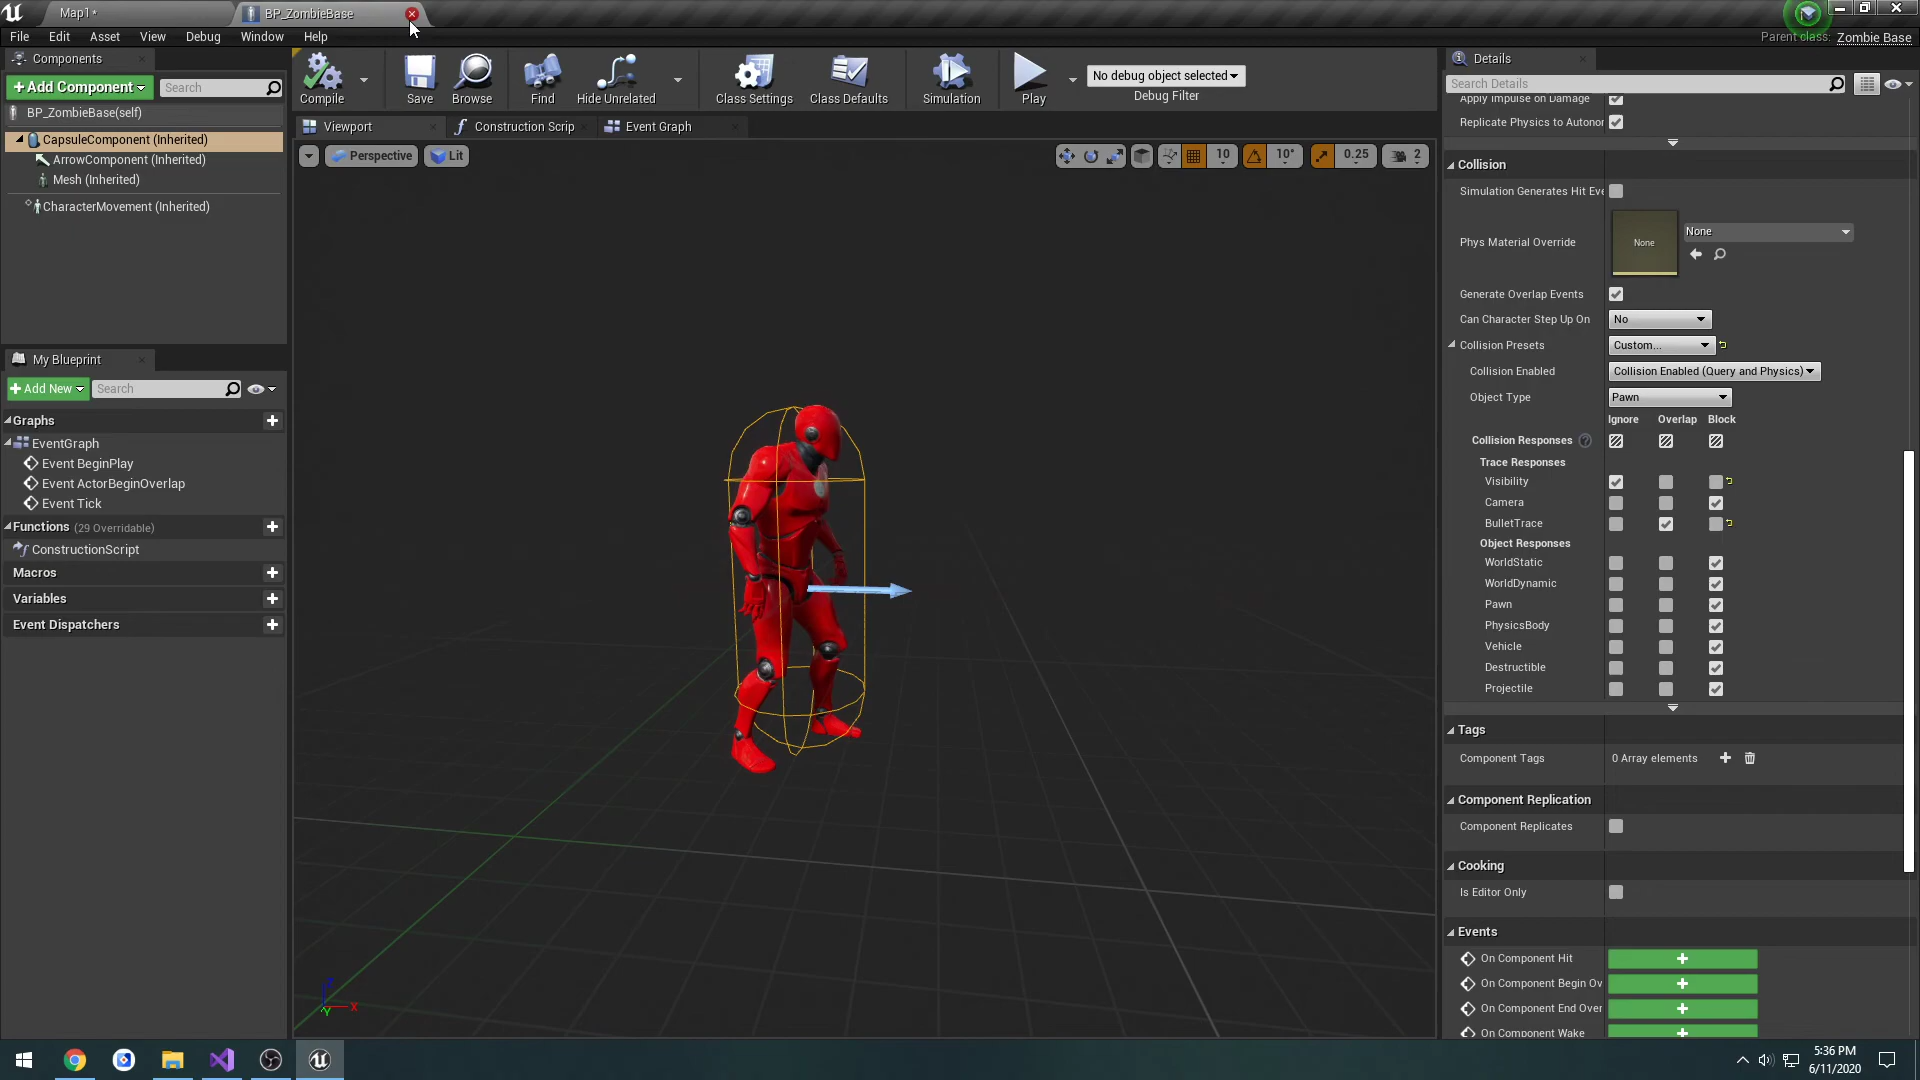 Map1*
BP_ZombieBase
File Edit Asset View Debug Window Help
Parent class: Zombie Base
Components
+ Add Component
Search
BP_ZombieBase(self)
CapsuleComponent (Inherited)
ArrowComponent (Inherited)
Mesh (Inherited)
CharacterMovement (Inherited)
My Blueprint
+ Add New
Search
Graphs
EventGraph
Event BeginPlay
Event ActorBeginOverlap
Event Tick
Functions (29 Overridable)
ConstructionScript
Macros
Variables
Event Dispatchers
Compile
Save
Browse
Find
Hide Unrelated
Class Settings
Class Defaults
Simulation
Play
No debug object selected
Debug Filter
Viewport
Construction Scrip
Event Graph
Perspective
Lit
10
10°
0.25
2
Z
X
Y
Details
Search Details
Apply Impulse on Damage
Replicate Physics to Autonor
Collision
Simulation Generates Hit Eve
Phys Material Override
None
None
Generate Overlap Events
Can Character Step Up On
No
Collision Presets
Custom...
Collision Enabled
Collision Enabled (Query and Physics)
Object Type
Pawn
Ignore Overlap Block
Collision Responses
Trace Responses
Visibility
Camera
BulletTrace
Object Responses
WorldStatic
WorldDynamic
Pawn
PhysicsBody
Vehicle
Destructible
Projectile
Tags
Component Tags
0 Array elements
Component Replication
Component Replicates
Cooking
Is Editor Only
Events
On Component Hit
On Component Begin Ov
On Component End Over
On Component Wake
5:36 PM
6/11/2020